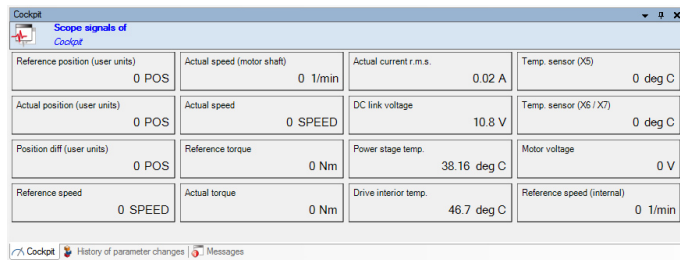 Cockpit
Scope signals of
Cockpit
Reference position (user units)
0 POS
Actual speed (motor shaft)
0 1/min
Actual current r.m.s.
0.02 A
Temp. sensor (X5)
0 deg C
Actual position (user units)
0 POS
Actual speed
0 SPEED
DC link voltage
10.8 V
Temp. sensor (X6 / X7)
0 deg C
Position diff (user units)
0 POS
Reference torque
0 Nm
Power stage temp.
38.16 deg C
Motor voltage
0 V
Reference speed
0 SPEED
Actual torque
0 Nm
Drive interior temp.
46.7 deg C
Reference speed (internal)
0 1/min
Cockpit
History of parameter changes
Messages